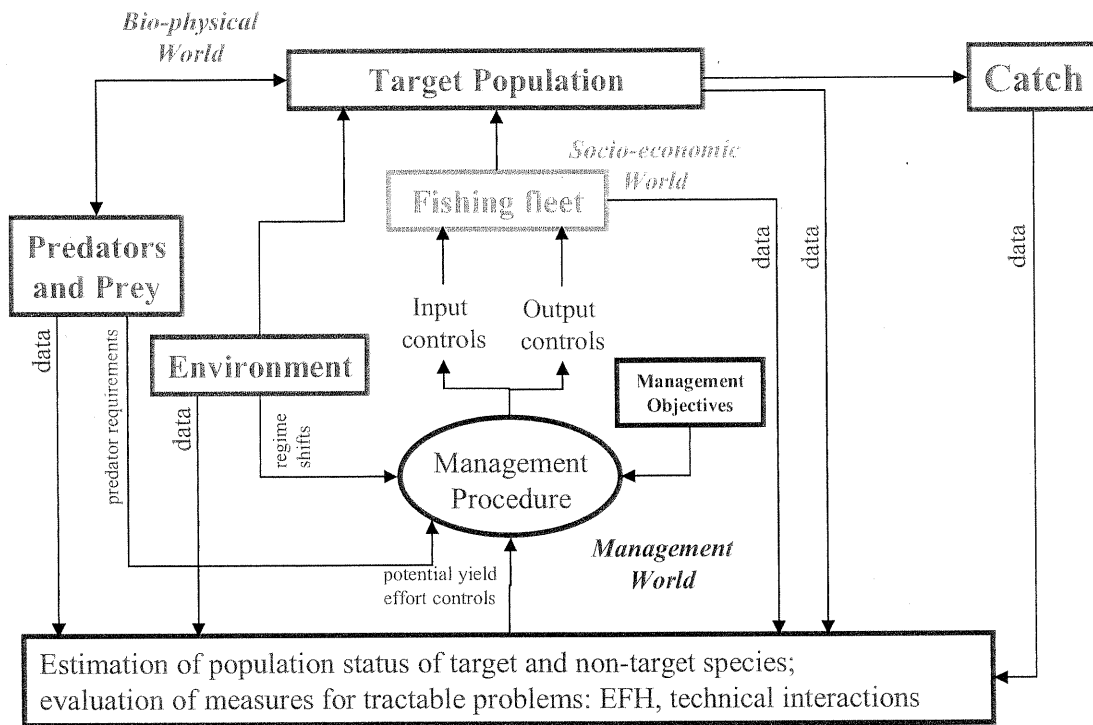 Bio-physical
World
Target Population
Catch
Socio-economic
World
Fishing fleet
Predators
and Prey
data
data
data
Input
controls
Output
controls
data
predator requirements
Environment
data
regime
shifts
Management
Objectives
Management
Procedure
potential yield
effort controls
Management
World
Estimation of population status of target and non-target species;
evaluation of measures for tractable problems: EFH, technical interactions